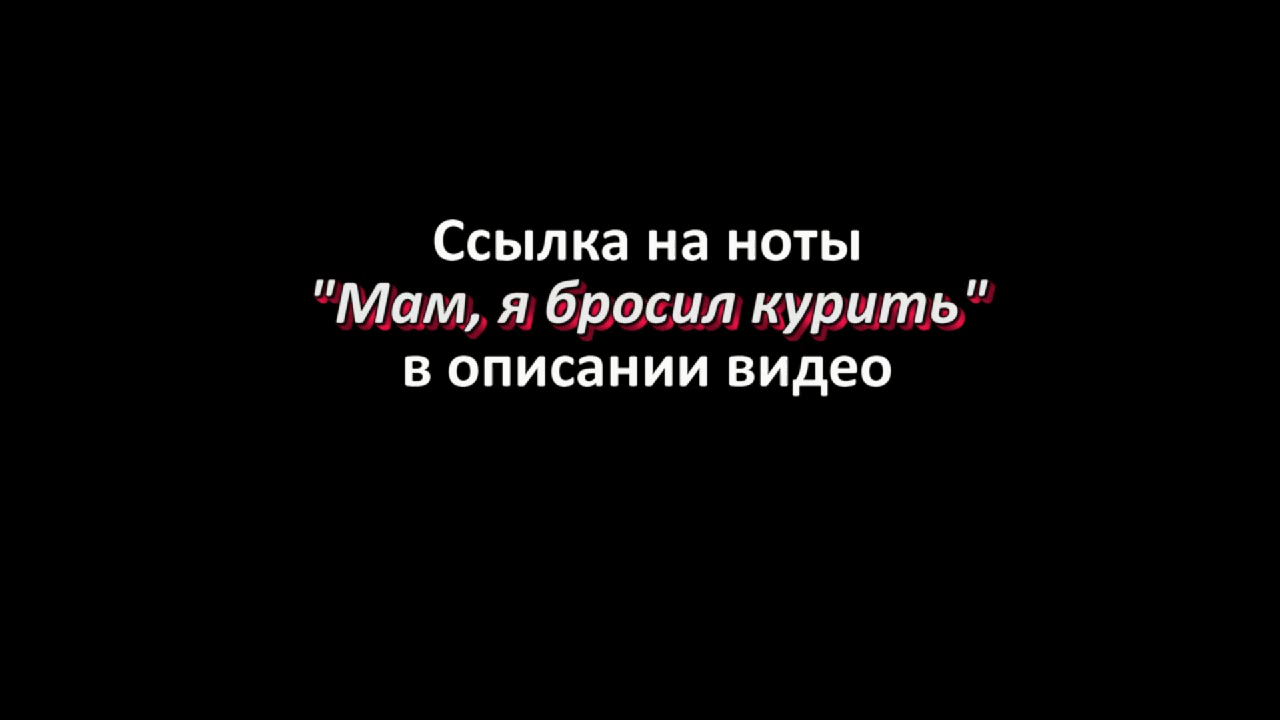 Ссылка на ноты
"Мам, я бросил курить"
в описании видео